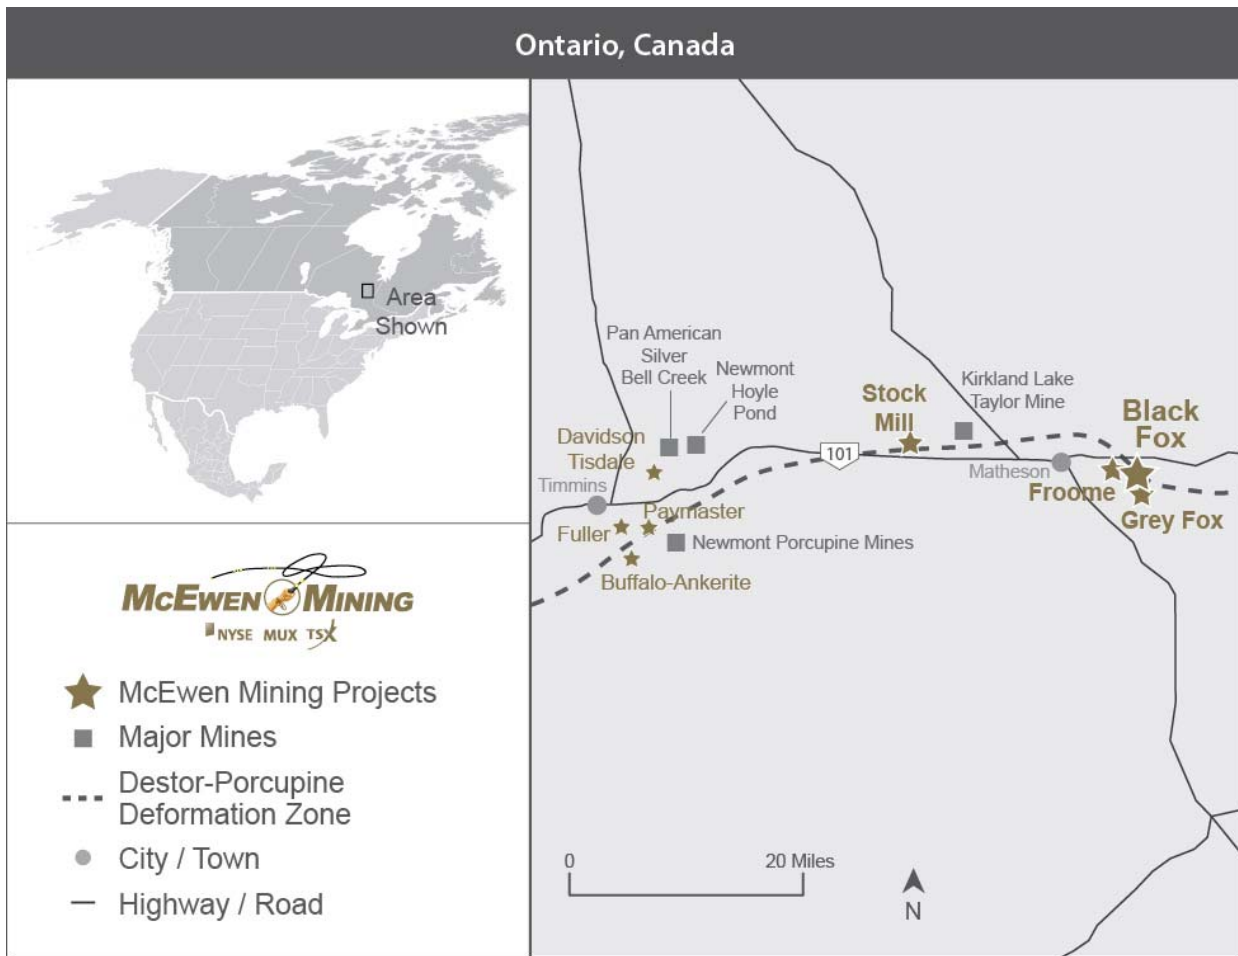 Ontario, Canada
Area
Shown
McEWEN MINING
NYSE MUX TSX
McEwen Mining Projects
Major Mines
Destor-Porcupine
Deformation Zone
City / Town
Highway / Road
Pan American
Silver
Bell Creek
Newmont
Hoyle
Pond
Davidson
Tisdale
Timmins
Fuller
Paymaster
Newmont Porcupine Mines
Buffalo-Ankerite
101
Stock
Mill
Kirkland Lake
Taylor Mine
Matheson
Black
Fox
Froome
Grey Fox
0
20 Miles
N